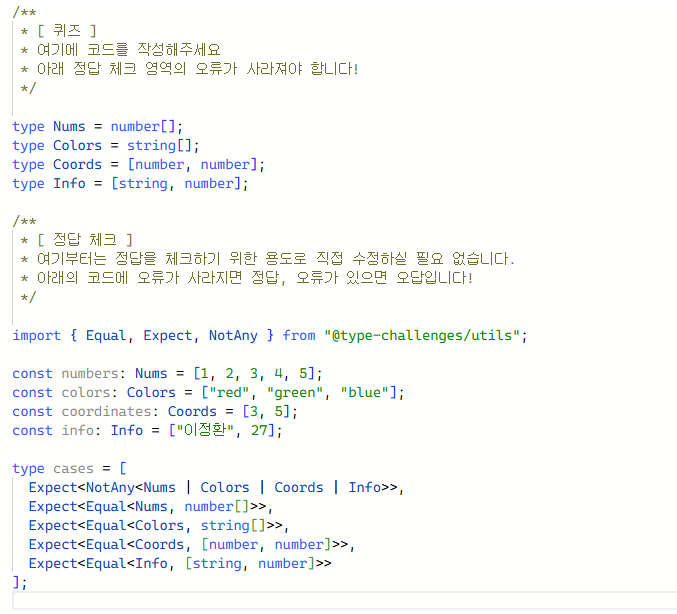 /**
 * [ 퀴즈 ]
 * 여기에 코드를 작성해주세요
 * 아래 정답 체크 영역의 오류가 사라져야 합니다!
 */
type Nums = number[];
type Colors = string[];
type Coords = [number, number];
type Info = [string, number];
/**
 * [ 정답 체크 ]
 * 여기부터는 정답을 체크하기 위한 용도로 직접 수정하실 필요 없습니다.
 * 아래의 코드에 오류가 사라지면 정답, 오류가 있으면 오답입니다!
 */
import { Equal, Expect, NotAny } from "@type-challenges/utils";
const numbers: Nums = [1, 2, 3, 4, 5];
const colors: Colors = ["red", "green", "blue"];
const coordinates: Coords = [3, 5];
const info: Info = ["이정환", 27];
type cases = [
  Expect<NotAny<Nums | Colors | Coords | Info>>,
  Expect<Equal<Nums, number[]>>,
  Expect<Equal<Colors, string[]>>,
  Expect<Equal<Coords, [number, number]>>,
  Expect<Equal<Info, [string, number]>>
];